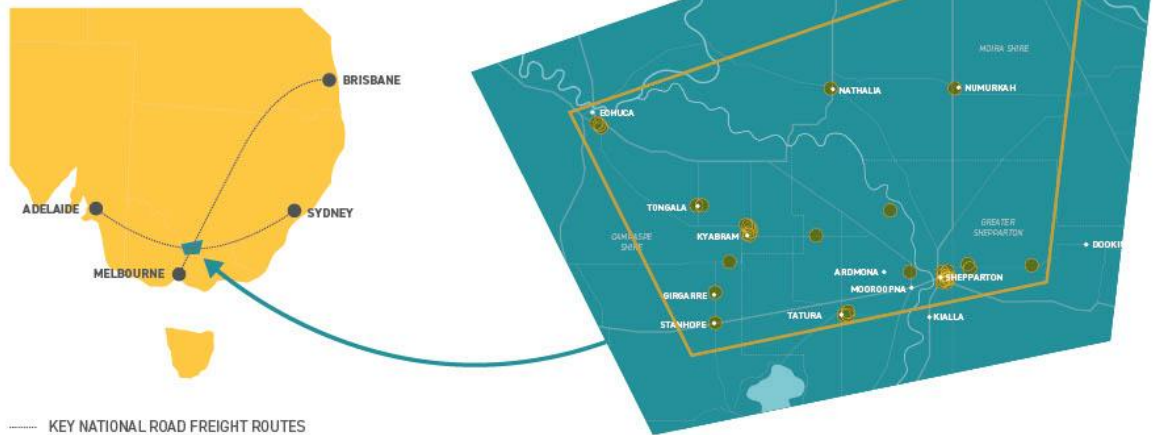 BRISBANE
ADELAIDE
SYDNEY
MELBOURNE
KEY NATIONAL ROAD FREIGHT ROUTES
MOIRA SHIRE
NATHALIA
NUMURKAH
ECHUCA
TONGALA
KYABRAM
CAMPASPE
SHIRE
GREATER
SHEPPARTON
DOOKI
ARDMONA
SHEPPARTON
MOOROOPNA
GIRGARRE
STANHOPE
TATURA
KIALLA